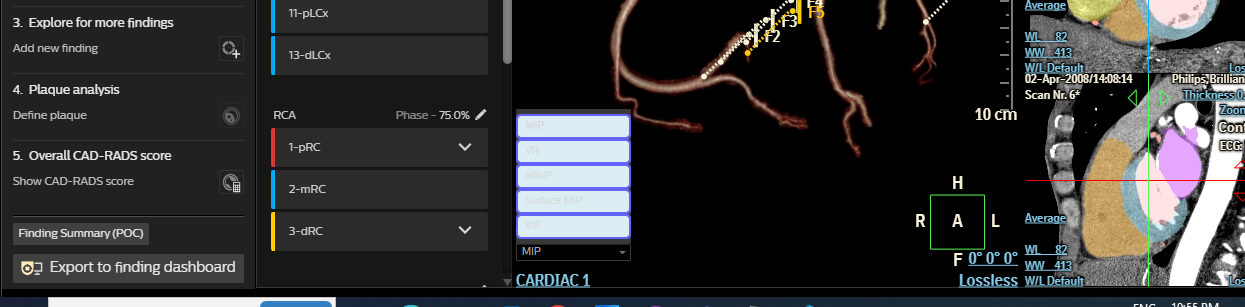 3. Explore for more findings
Add new finding
4. Plaque analysis
Define plaque
5. Overall CAD-RADS score
Show CAD-RADS score
Finding Summary (POC)
Export to finding dashboard
11-pLCx
13-dLCx
RCA
Phase - 75.0%
1-pRC
2-mRC
3-dRC
F4
F5
F3
F2
10 cm
MIP
VR
MinIP
Surface MIP
VIP
MIP
CARDIAC 1
H
R A L
F 0° 0° 0°
Lossless
Average
WL 82
WW 413
W/L Default
Los
02-Apr-2008/14:08:14
Philips,Brillian
Scan Nr. 6*
Thickness 0.
Zoon
Cont
ECG:
Average
WL 82
WW 413
W/L Default
Los
ENG
10:55 PM